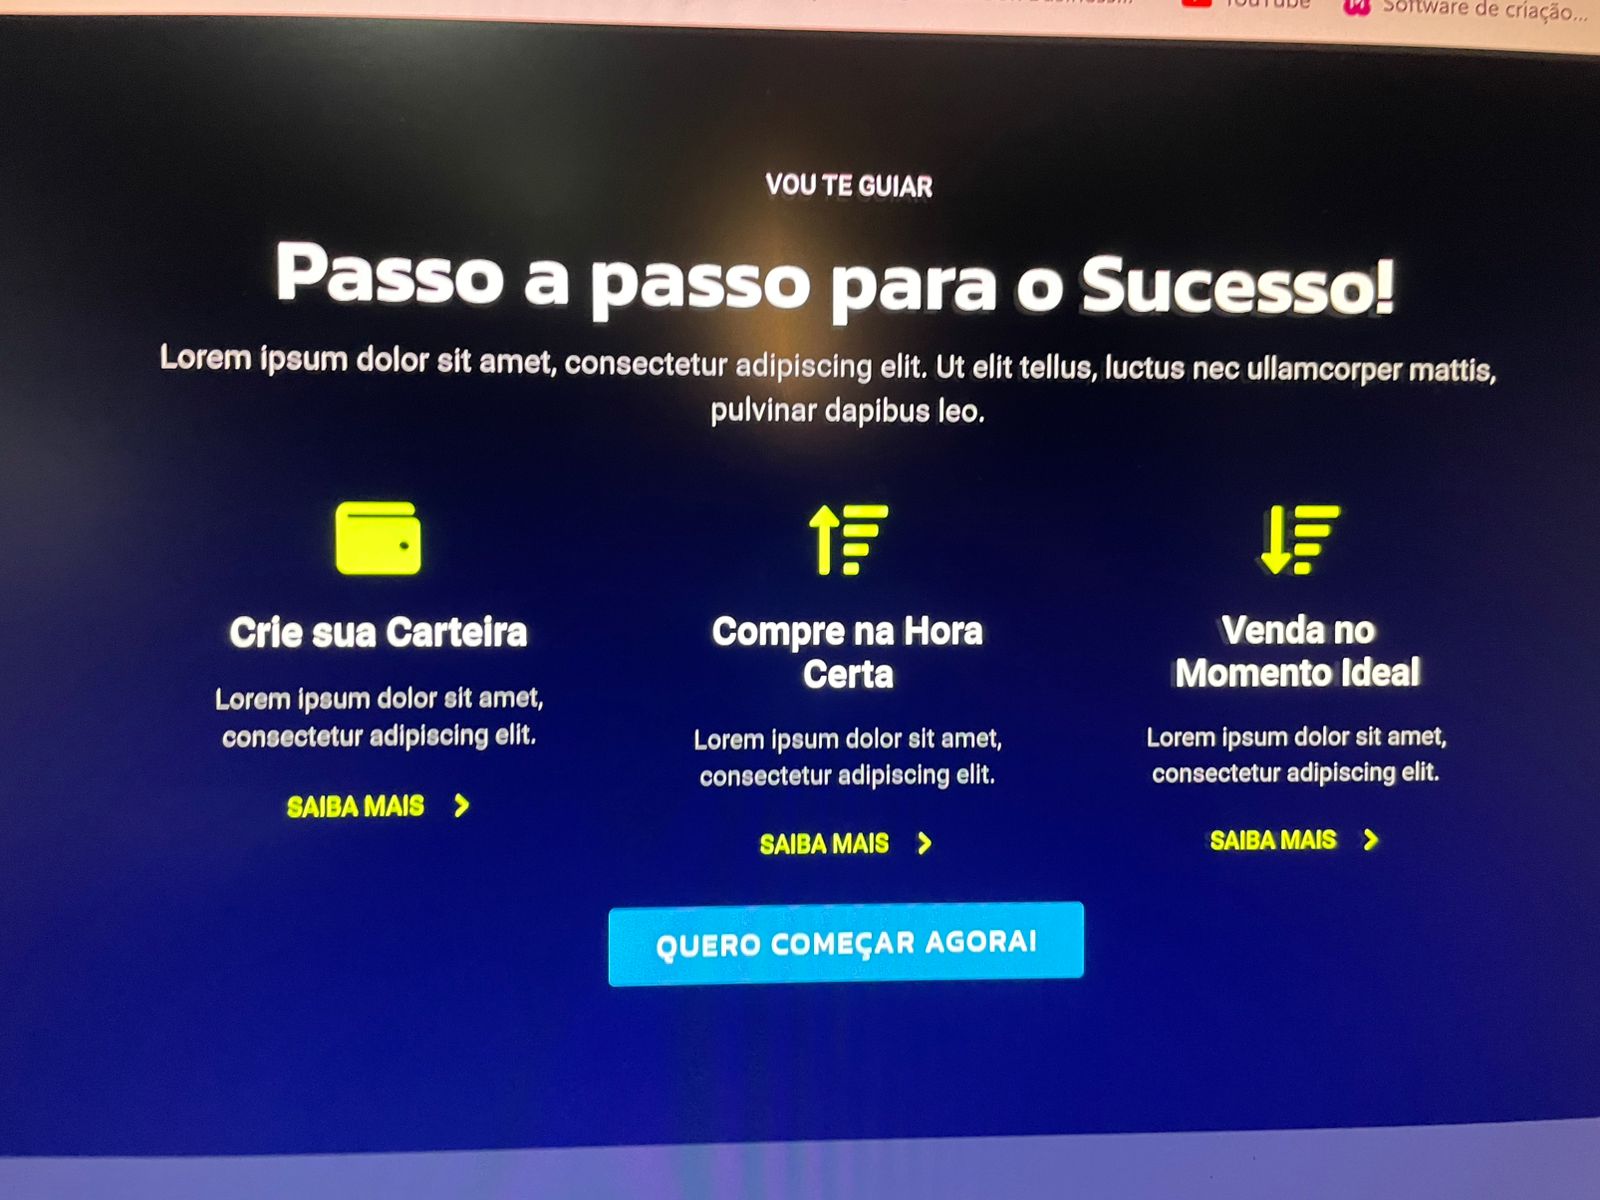 YouTube
Software de criação...
VOU TE GUIAR
Passo a passo para o Sucesso!
Lorem ipsum dolor sit amet, consectetur adipiscing elit. Ut elit tellus, luctus nec ullamcorper mattis,
pulvinar dapibus leo.
Crie sua Carteira
Lorem ipsum dolor sit amet,
consectetur adipiscing elit.
SAIBA MAIS
Compre na Hora
Certa
Lorem ipsum dolor sit amet,
consectetur adipiscing elit.
SAIBA MAIS
Venda no
Momento Ideal
Lorem ipsum dolor sit amet,
consectetur adipiscing elit.
SAIBA MAIS
QUERO COMEÇAR AGORA!